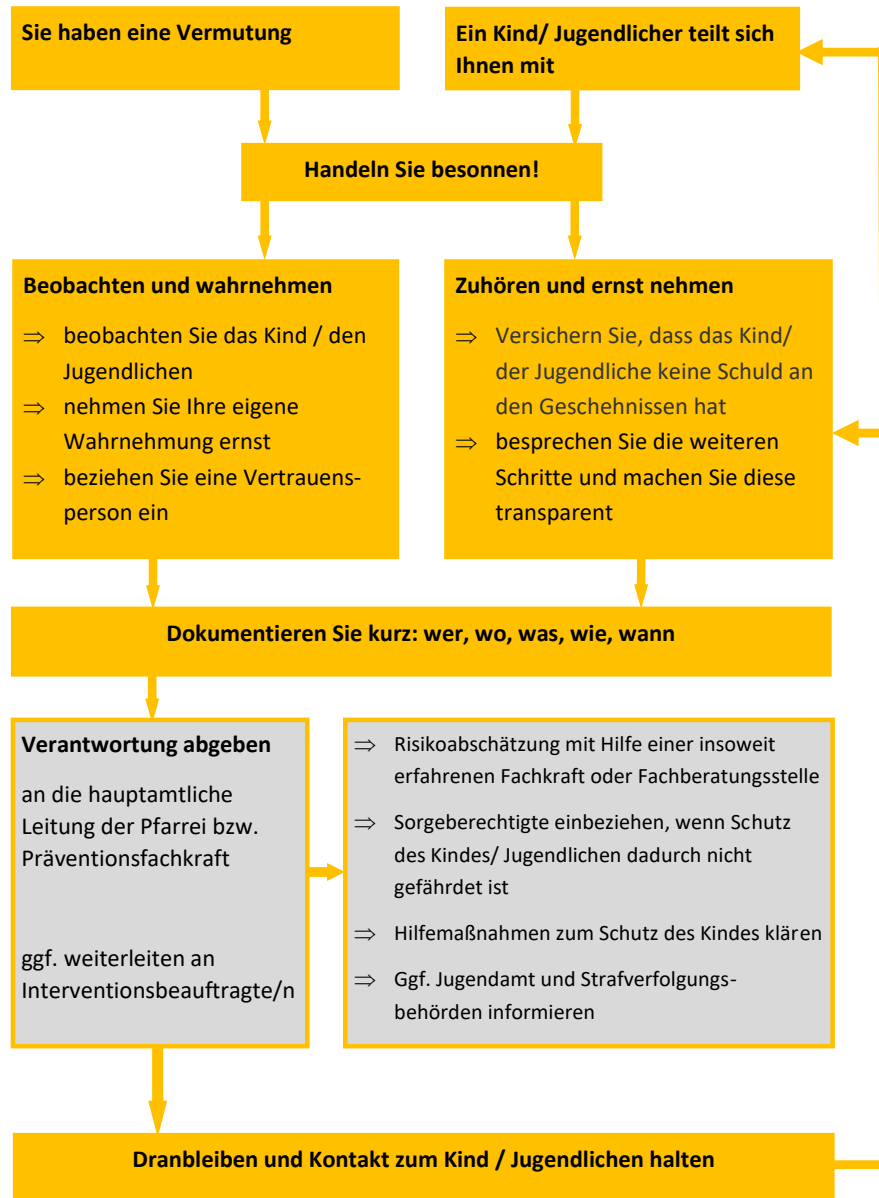 Sie haben eine Vermutung
Ein Kind/ Jugendlicher teilt sich
Ihnen mit
Handeln Sie besonnen!
Beobachten und wahrnehmen
⇒ beobachten Sie das Kind / den
Jugendlichen
⇒ nehmen Sie Ihre eigene
Wahrnehmung ernst
⇒ beziehen Sie eine Vertrauens-
person ein
Zuhören und ernst nehmen
⇒ Versichern Sie, dass das Kind/
der Jugendliche keine Schuld an
den Geschehnissen hat
⇒ besprechen Sie die weiteren
Schritte und machen Sie diese
transparent
Dokumentieren Sie kurz: wer, wo, was, wie, wann
Verantwortung abgeben
an die hauptamtliche
Leitung der Pfarrei bzw.
Präventionsfachkraft
ggf. weiterleiten an
Interventionsbeauftragte/n
⇒ Risikoabschätzung mit Hilfe einer insoweit
erfahrenen Fachkraft oder Fachberatungsstelle
⇒ Sorgeberechtigte einbeziehen, wenn Schutz
des Kindes/ Jugendlichen dadurch nicht
gefährdet ist
⇒ Hilfemaßnahmen zum Schutz des Kindes klären
⇒ Ggf. Jugendamt und Strafverfolgungs-
behörden informieren
Dranbleiben und Kontakt zum Kind / Jugendlichen halten